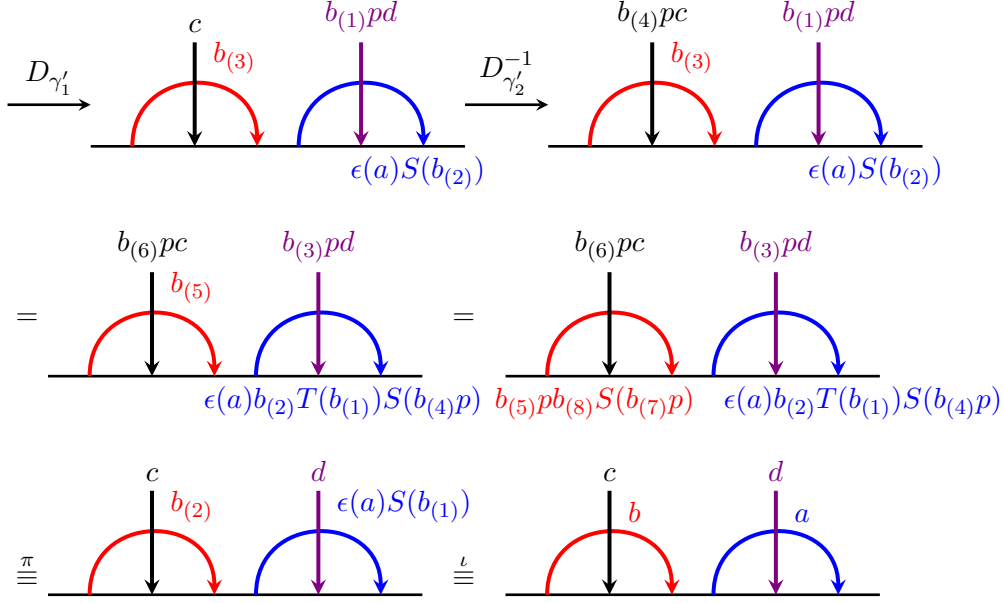 D_{γ'_1} c b_{(3)} b_{(1)}pd ϵ(a)S(b_{(2)}) D^{-1}_{γ'_2} b_{(4)}pc b_{(3)} b_{(1)}pd ϵ(a)S(b_{(2)})
= b_{(6)}pc b_{(5)} b_{(3)}pd ϵ(a)b_{(2)}T(b_{(1)})S(b_{(4)}p) = b_{(6)}pc b_{(5)}pb_{(8)}S(b_{(7)}p) b_{(3)}pd ϵ(a)b_{(2)}T(b_{(1)})S(b_{(4)}p)
π ≡ c b_{(2)} d ϵ(a)S(b_{(1)}) ι ≡ c b d a